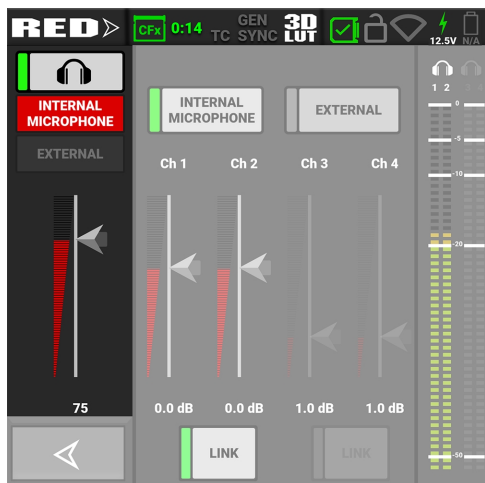 RED
CFx 0:14 TC GEN SYNC 3D LUT 12.5V N/A
INTERNAL
MICROPHONE
EXTERNAL
75
INTERNAL
MICROPHONE
EXTERNAL
Ch 1 Ch 2 Ch 3 Ch 4
0.0 dB 0.0 dB 1.0 dB 1.0 dB
LINK LINK
1 2 3 4
0
-5
-10
-20
-50